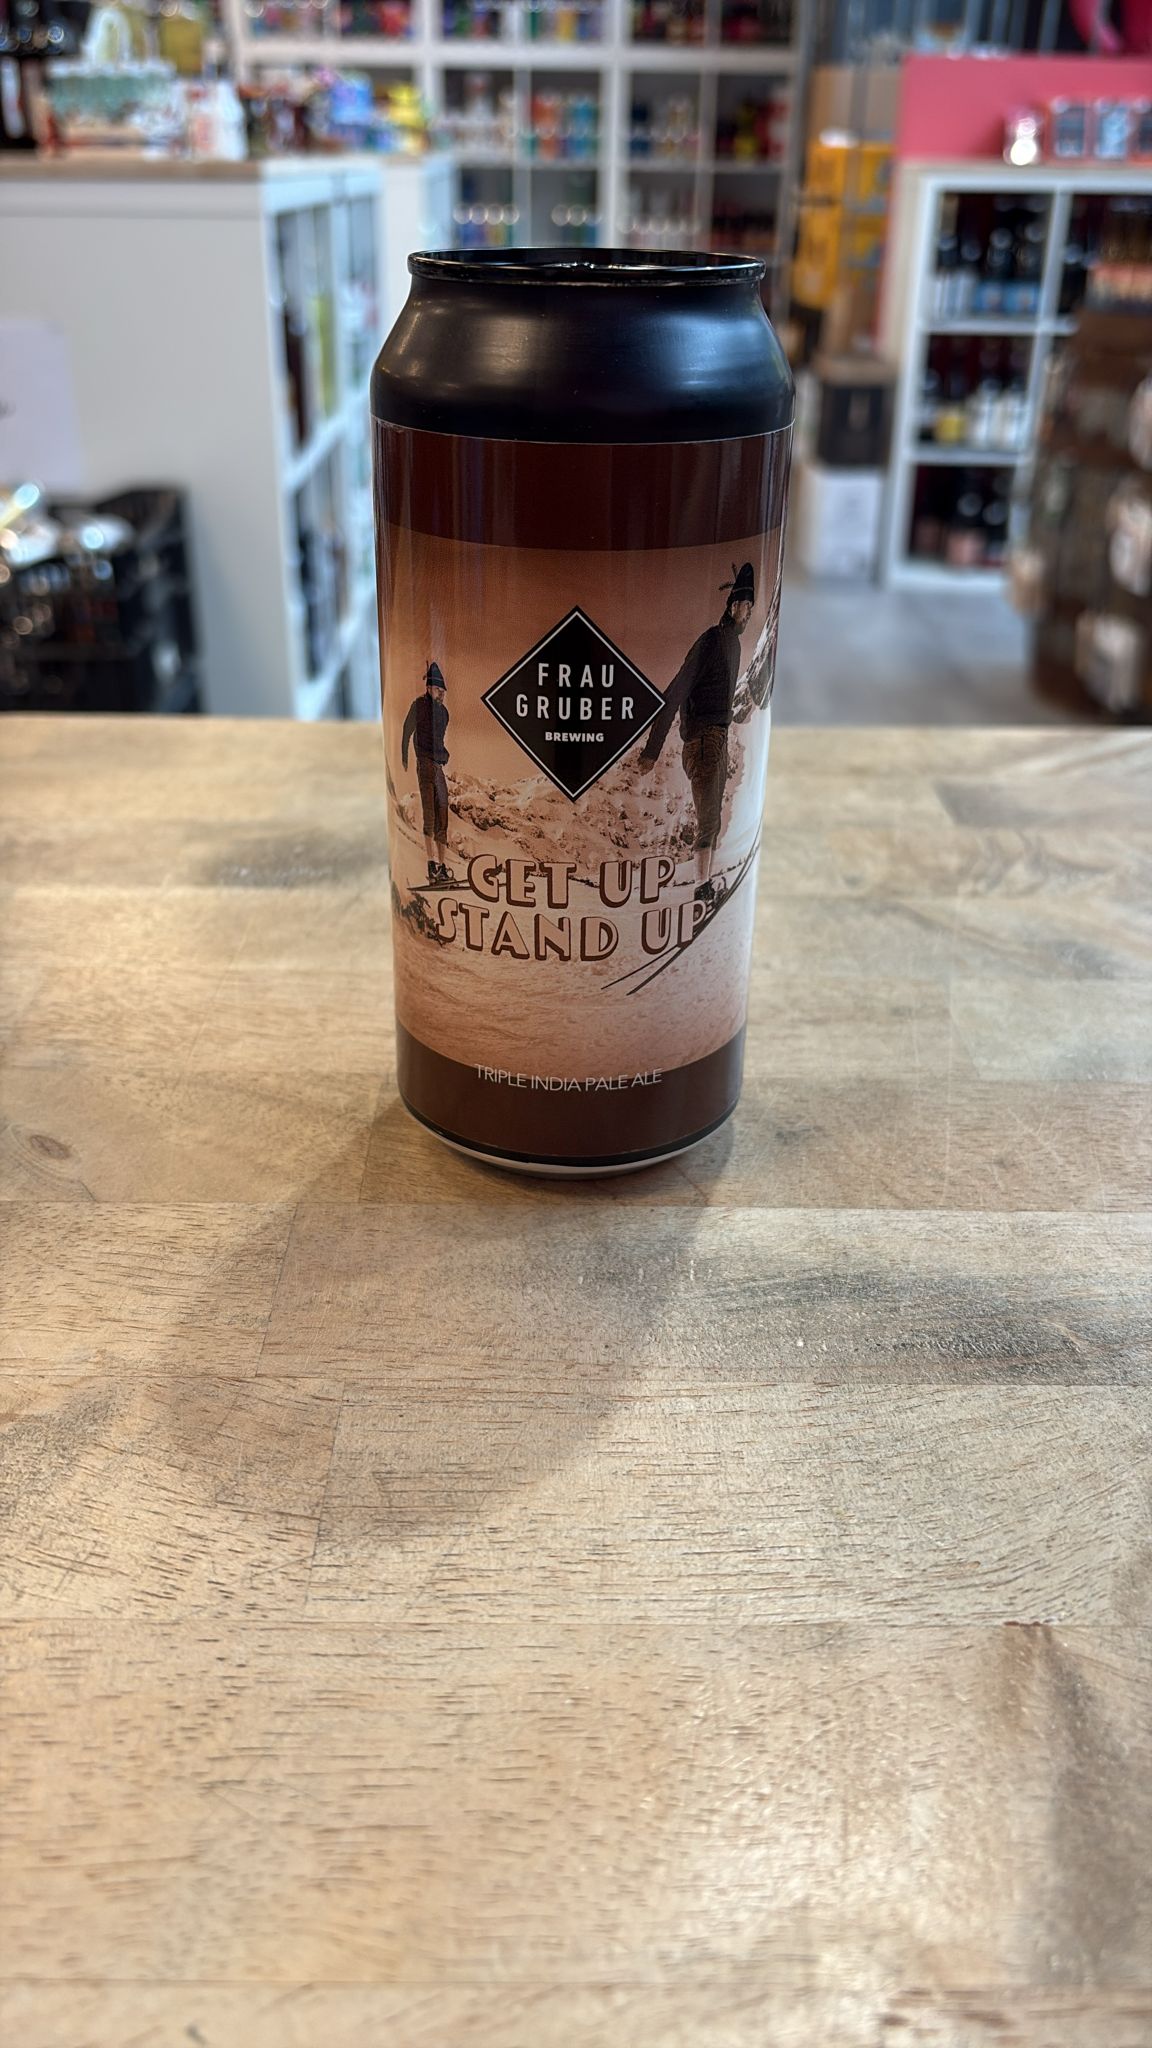 FRAU
GRUBER
BREWING
GET UP
STAND UP
TRIPLE INDIA PALE ALE